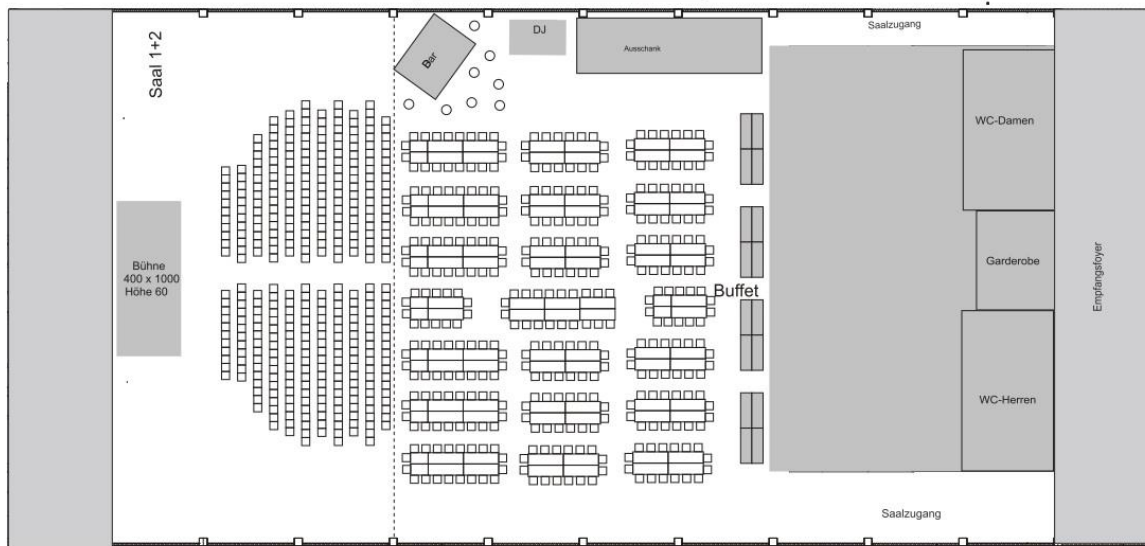 Saal 1+2
Bar
DJ
Ausschank
Saalzugang
WC-Damen
Bühne
400 x 1000
Höhe 60
Buffet
Garderobe
Empfangsfoyer
WC-Herren
Saalzugang